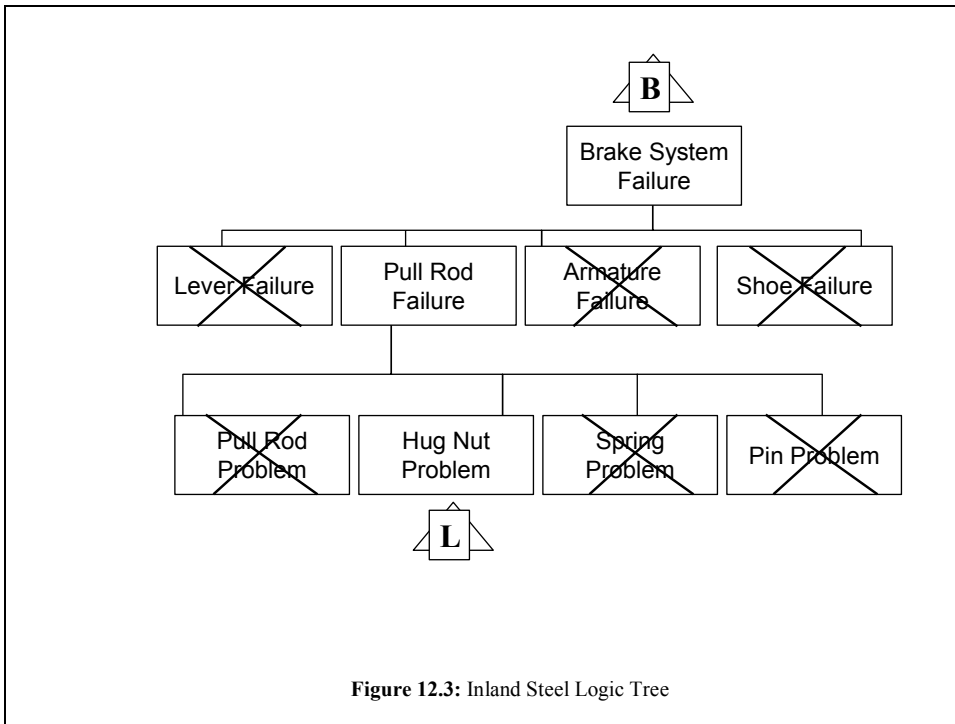 B
Brake System
Failure
Lever Failure
Pull Rod
Failure
Armature
Failure
Shoe Failure
Pull Rod
Problem
Hug Nut
Problem
Spring
Problem
Pin Problem
L
Figure 12.3: Inland Steel Logic Tree